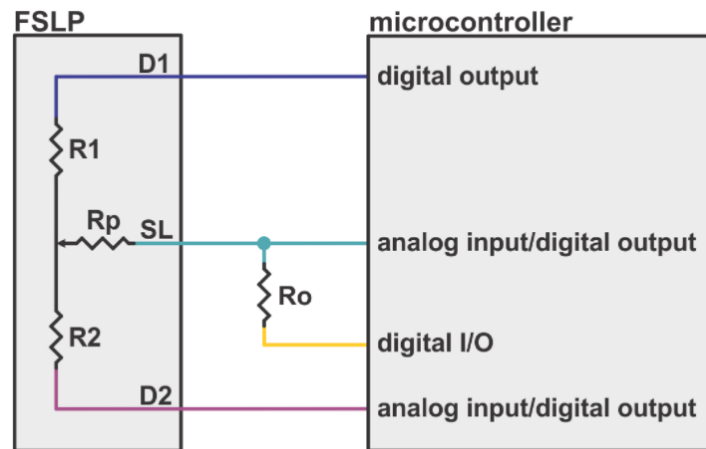 FSLP
microcontroller
D1
digital output
R1
Rp
SL
analog input/digital output
Ro
R2
digital I/O
D2
analog input/digital output